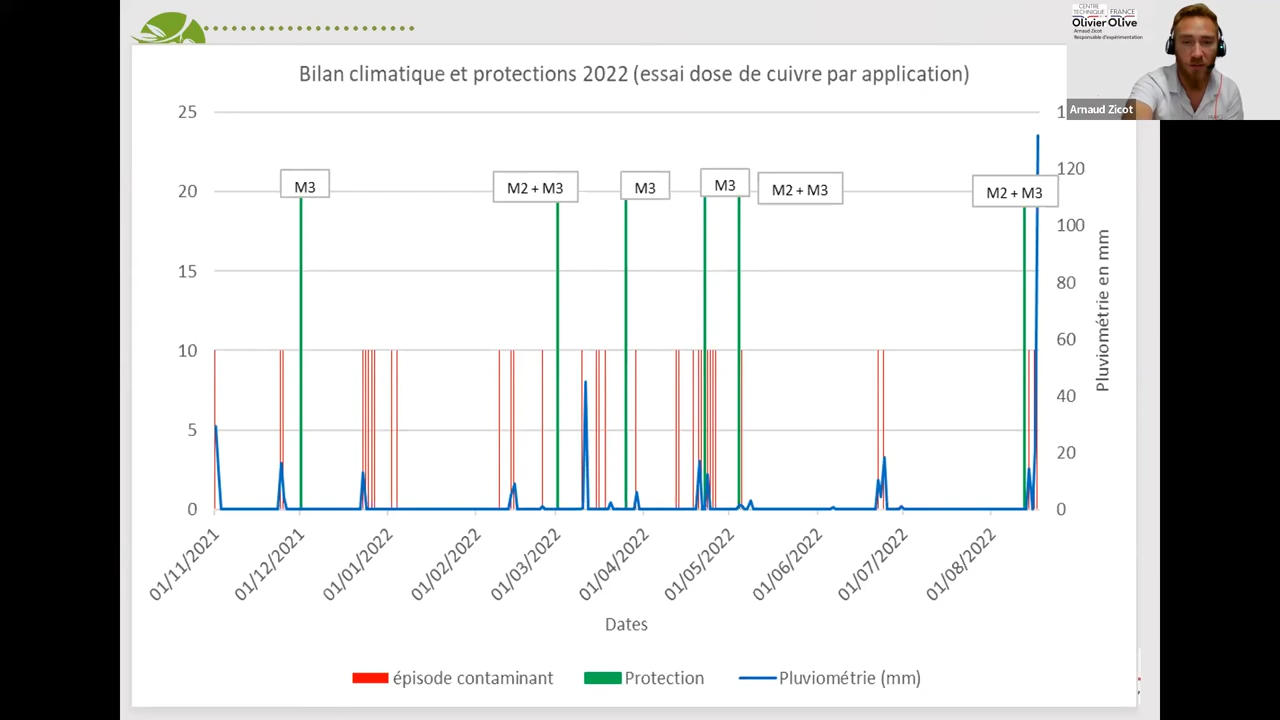 CENTRE
TECHNIQUE
FRANCE
Olivier Olive
Arnaud Zicot
Responsable d'expérimentation
Arnaud Zicot
Bilan climatique et protections 2022 (essai dose de cuivre par application)
25
20
15
10
5
0
M3
M2 + M3
M3
M3
M2 + M3
M2 + M3
120
100
80
60
40
20
0
Pluviométrie en mm
01/11/2021
01/12/2021
01/01/2022
01/02/2022
01/03/2022
01/04/2022
01/05/2022
01/06/2022
01/07/2022
01/08/2022
Dates
épisode contaminant
Protection
Pluviométrie (mm)